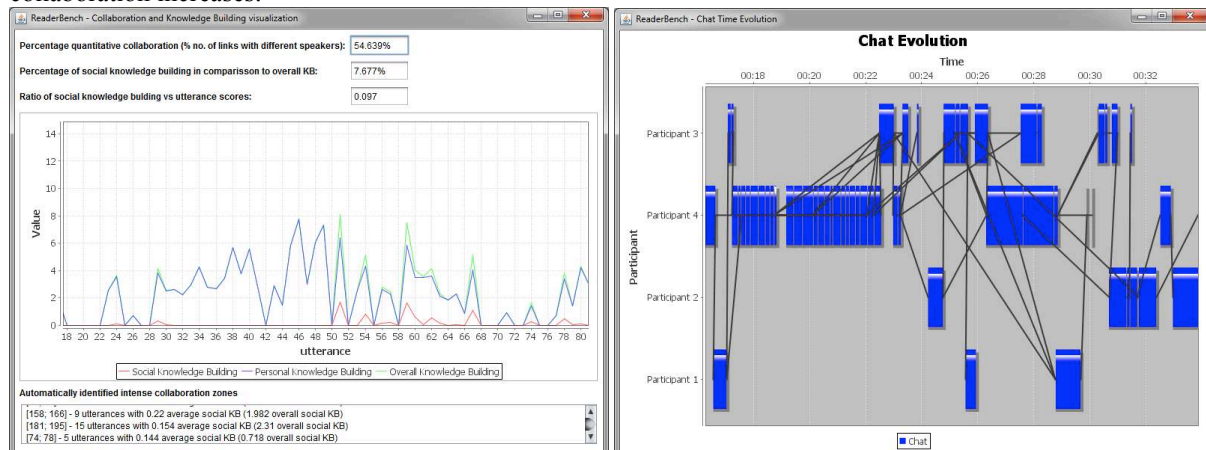 ReaderBench - Collaboration and Knowledge Building visualization
Percentage quantitative collaboration (% no. of links with different speakers): 54.639%
Percentage of social knowledge building in comparisson to overall KB: 7.677%
Ratio of social knowledge bulding vs utterance scores: 0.097
Value
14
12
10
8
6
4
2
0
18 20 22 24 26 28 30 32 34 36 38 40 42 44 46 48 50 52 54 56 58 60 62 64 66 68 70 72 74 76 78 80
utterance
Social Knowledge Building Personal Knowledge Building Overall Knowledge Building
Automatically identified intense collaboration zones
[158; 166] - 9 utterances with 0.22 average social KB (1.982 overall social KB)
[181; 195] - 15 utterances with 0.154 average social KB (2.31 overall social KB)
[74; 78] - 5 utterances with 0.144 average social KB (0.718 overall social KB)
ReaderBench - Chat Time Evolution
Chat Evolution
Time
00:18 00:20 00:22 00:24 00:26 00:28 00:30 00:32
Participant
Participant 3
Participant 4
Participant 2
Participant 1
Chat